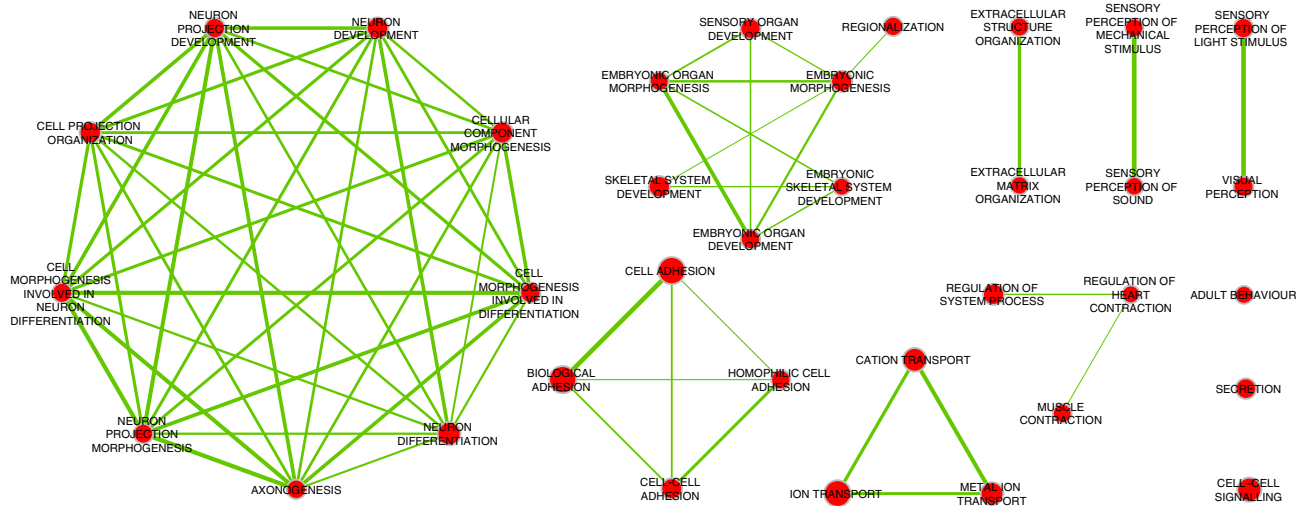 NEURON
PROJECTION
DEVELOPMENT
NEURON
DEVELOPMENT
CELL PROJECTION
ORGANIZATION
CELLULAR
COMPONENT
MORPHOGENESIS
CELL
MORPHOGENESIS
INVOLVED IN
NEURON
DIFFERENTIATION
CELL
MORPHOGENESIS
INVOLVED IN
DIFFERENTIATION
NEURON
PROJECTION
MORPHOGENESIS
NEURON
DIFFERENTIATION
AXONOGENESIS
SENSORY ORGAN
DEVELOPMENT
REGIONALIZATION
EMBRYONIC ORGAN
MORPHOGENESIS
EMBRYONIC
MORPHOGENESIS
SKELETAL SYSTEM
DEVELOPMENT
EMBRYONIC
SKELETAL SYSTEM
DEVELOPMENT
EMBRYONIC ORGAN
DEVELOPMENT
EXTRACELLULAR
STRUCTURE
ORGANIZATION
SENSORY
PERCEPTION OF
MECHANICAL
STIMULUS
SENSORY
PERCEPTION OF
LIGHT STIMULUS
EXTRACELLULAR
MATRIX
ORGANIZATION
SENSORY
PERCEPTION OF
SOUND
VISUAL
PERCEPTION
CELL ADHESION
BIOLOGICAL
ADHESION
HOMOPHILIC CELL
ADHESION
CELL-CELL
ADHESION
REGULATION OF
SYSTEM PROCESS
REGULATION OF
HEART
CONTRACTION
MUSCLE
CONTRACTION
CATION TRANSPORT
ION TRANSPORT
METAL ION
TRANSPORT
ADULT BEHAVIOUR
SECRETION
CELL-CELL
SIGNALLING